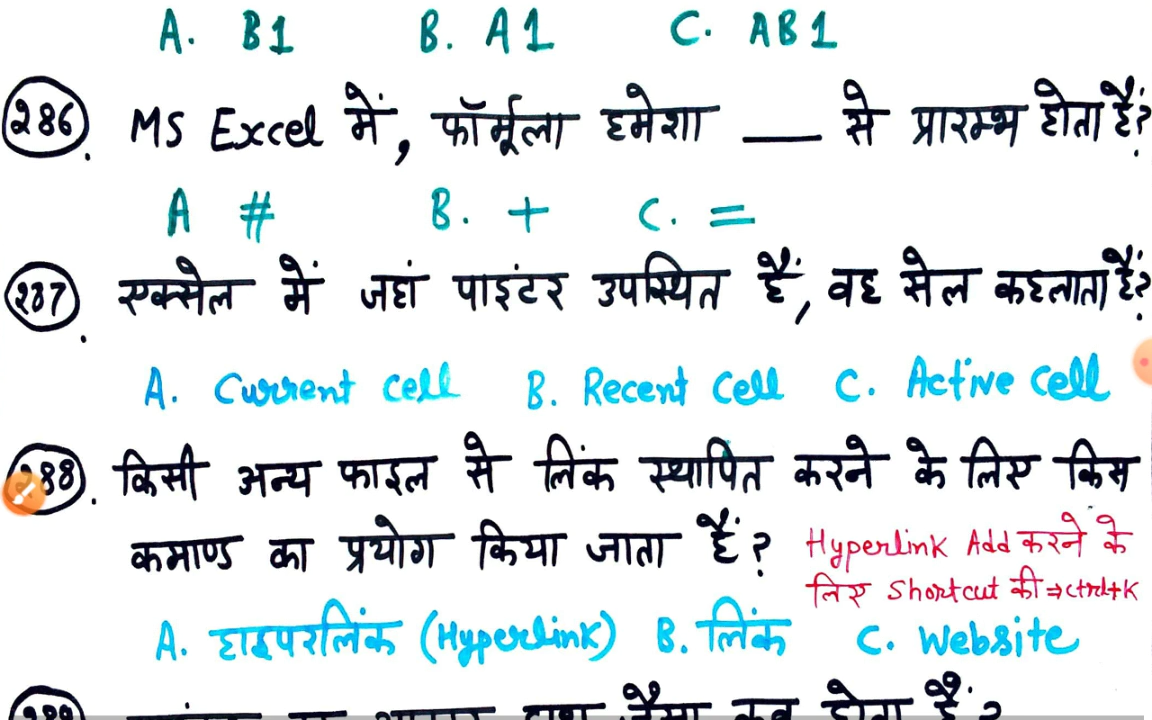 A. B1 B. A1 C. AB1
286. MS Excel में, फॉर्मूला हमेशा ___ से प्रारम्भ होता हैं?
A # B. + C. =
287. एक्सेल में जहां पाइंटर उपस्थित हैं, वह सेल कहलाता हैं?
A. Current Cell B. Recent Cell C. Active Cell
288. किसी अन्य फाइल से लिंक स्थापित करने के लिए किस
कमाण्ड का प्रयोग किया जाता हैं? Hyperlink Add करने के
लिए Shortcut की ⇒ Ctrl+K
A. हाइपरलिंक (Hyperlink) B. लिंक C. Website